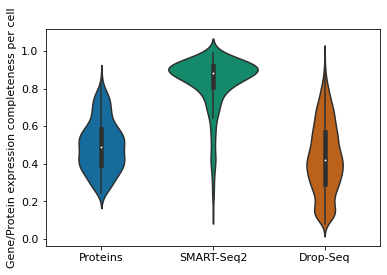 Gene/Protein expression completeness per cell
1.0
0.8
0.6
0.4
0.2
0.0
Proteins
SMART-Seq2
Drop-Seq